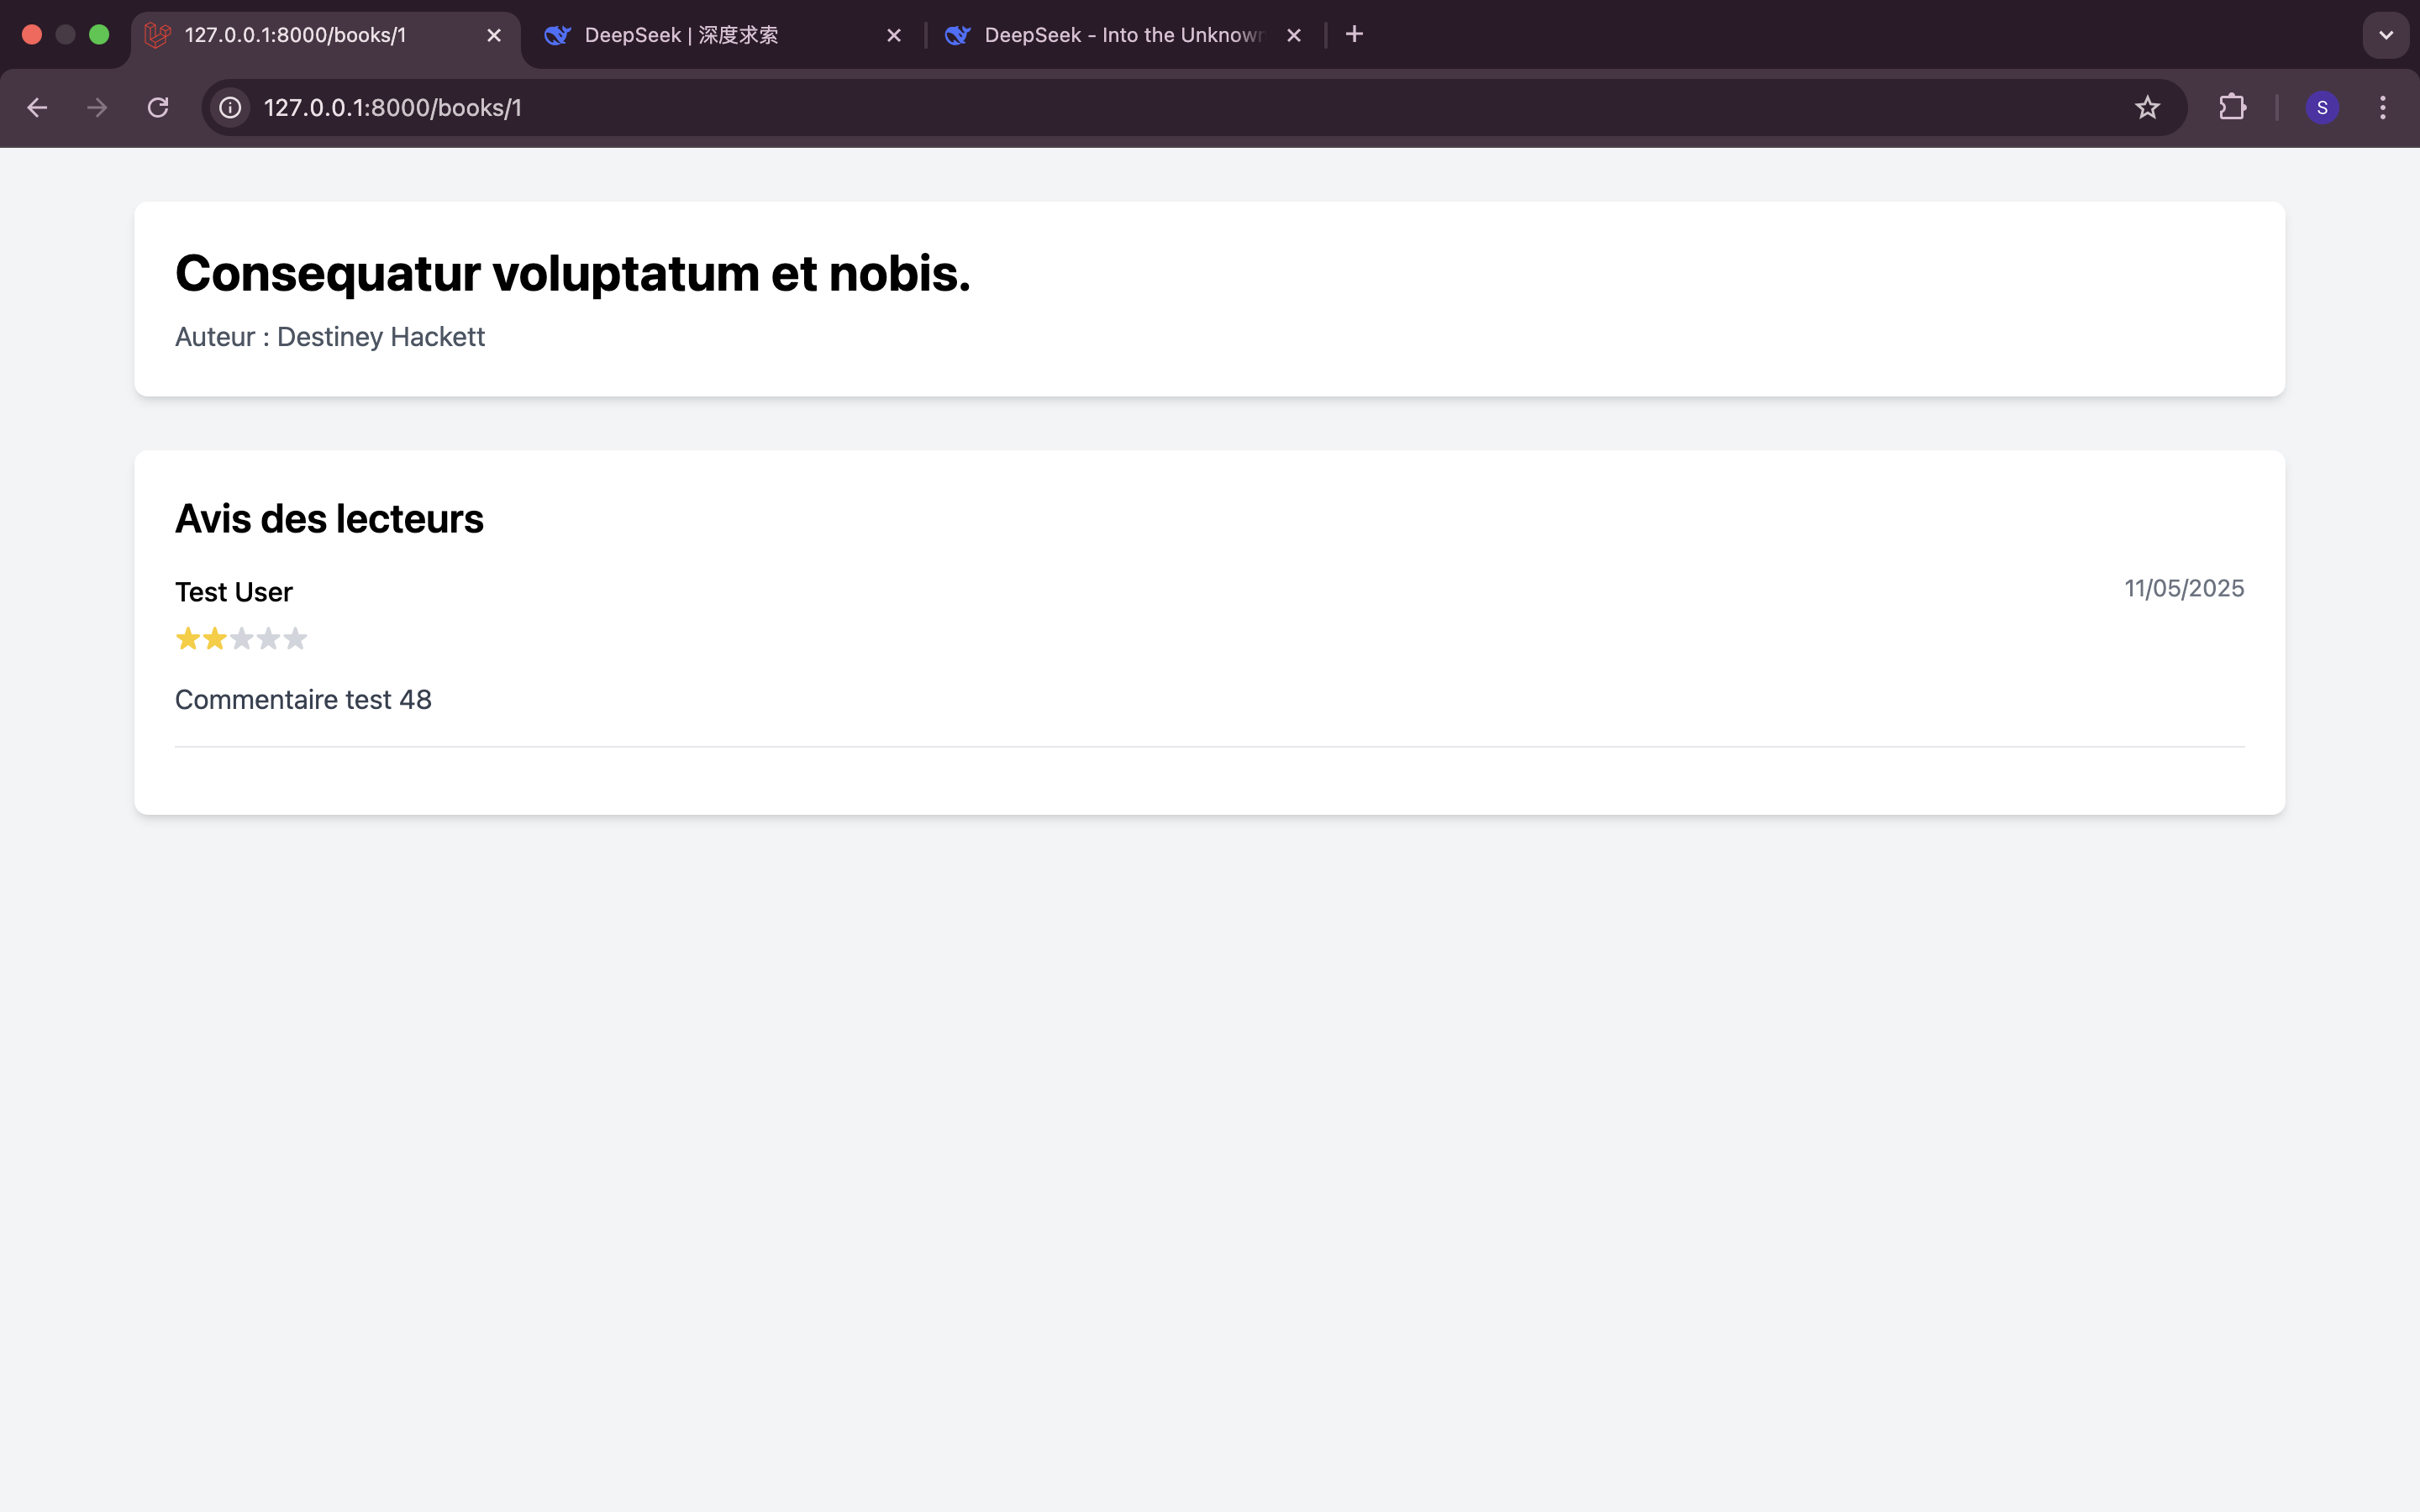 127.0.0.1:8000/books/1
DeepSeek | 深度求索
DeepSeek - Into the Unknown
127.0.0.1:8000/books/1
S
Consequatur voluptatum et nobis.
Auteur : Destiney Hackett
Avis des lecteurs
Test User
11/05/2025
Commentaire test 48